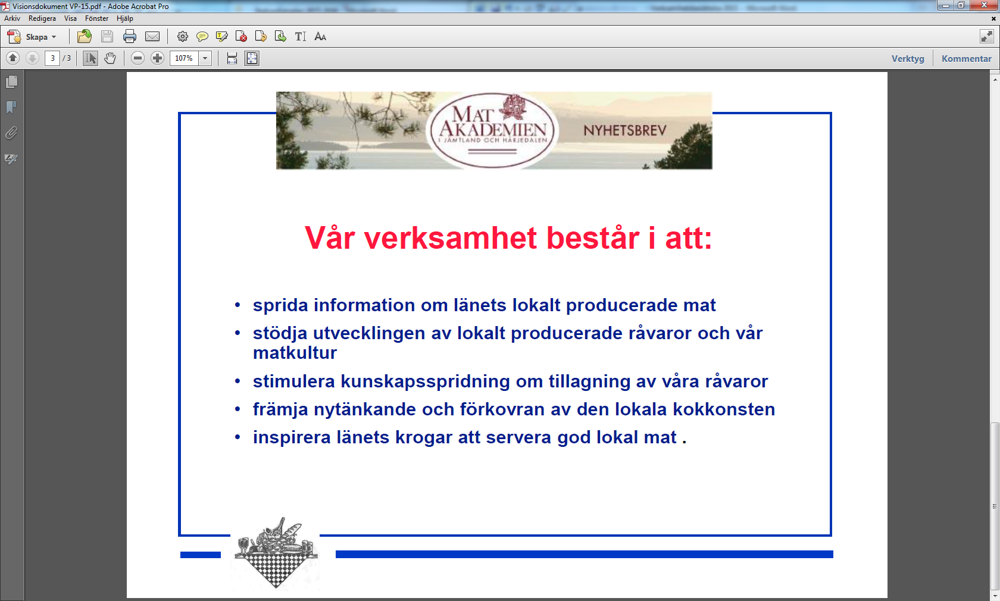 Visionsdokument VP-15.pdf - Adobe Acrobat Pro
Arkiv Redigera Visa Fönster Hjälp
Skapa
3 / 3 107% Verktyg Kommentar
MAT
AKADEMIEN
I JÄMTLAND OCH HÄRJEDALEN
NYHETSBREV
Vår verksamhet består i att:
• sprida information om länets lokalt producerade mat
• stödja utvecklingen av lokalt producerade råvaror och vår
matkultur
• stimulera kunskapsspridning om tillagning av våra råvaror
• främja nytänkande och förkovran av den lokala kokkonsten
• inspirera länets krogar att servera god lokal mat .